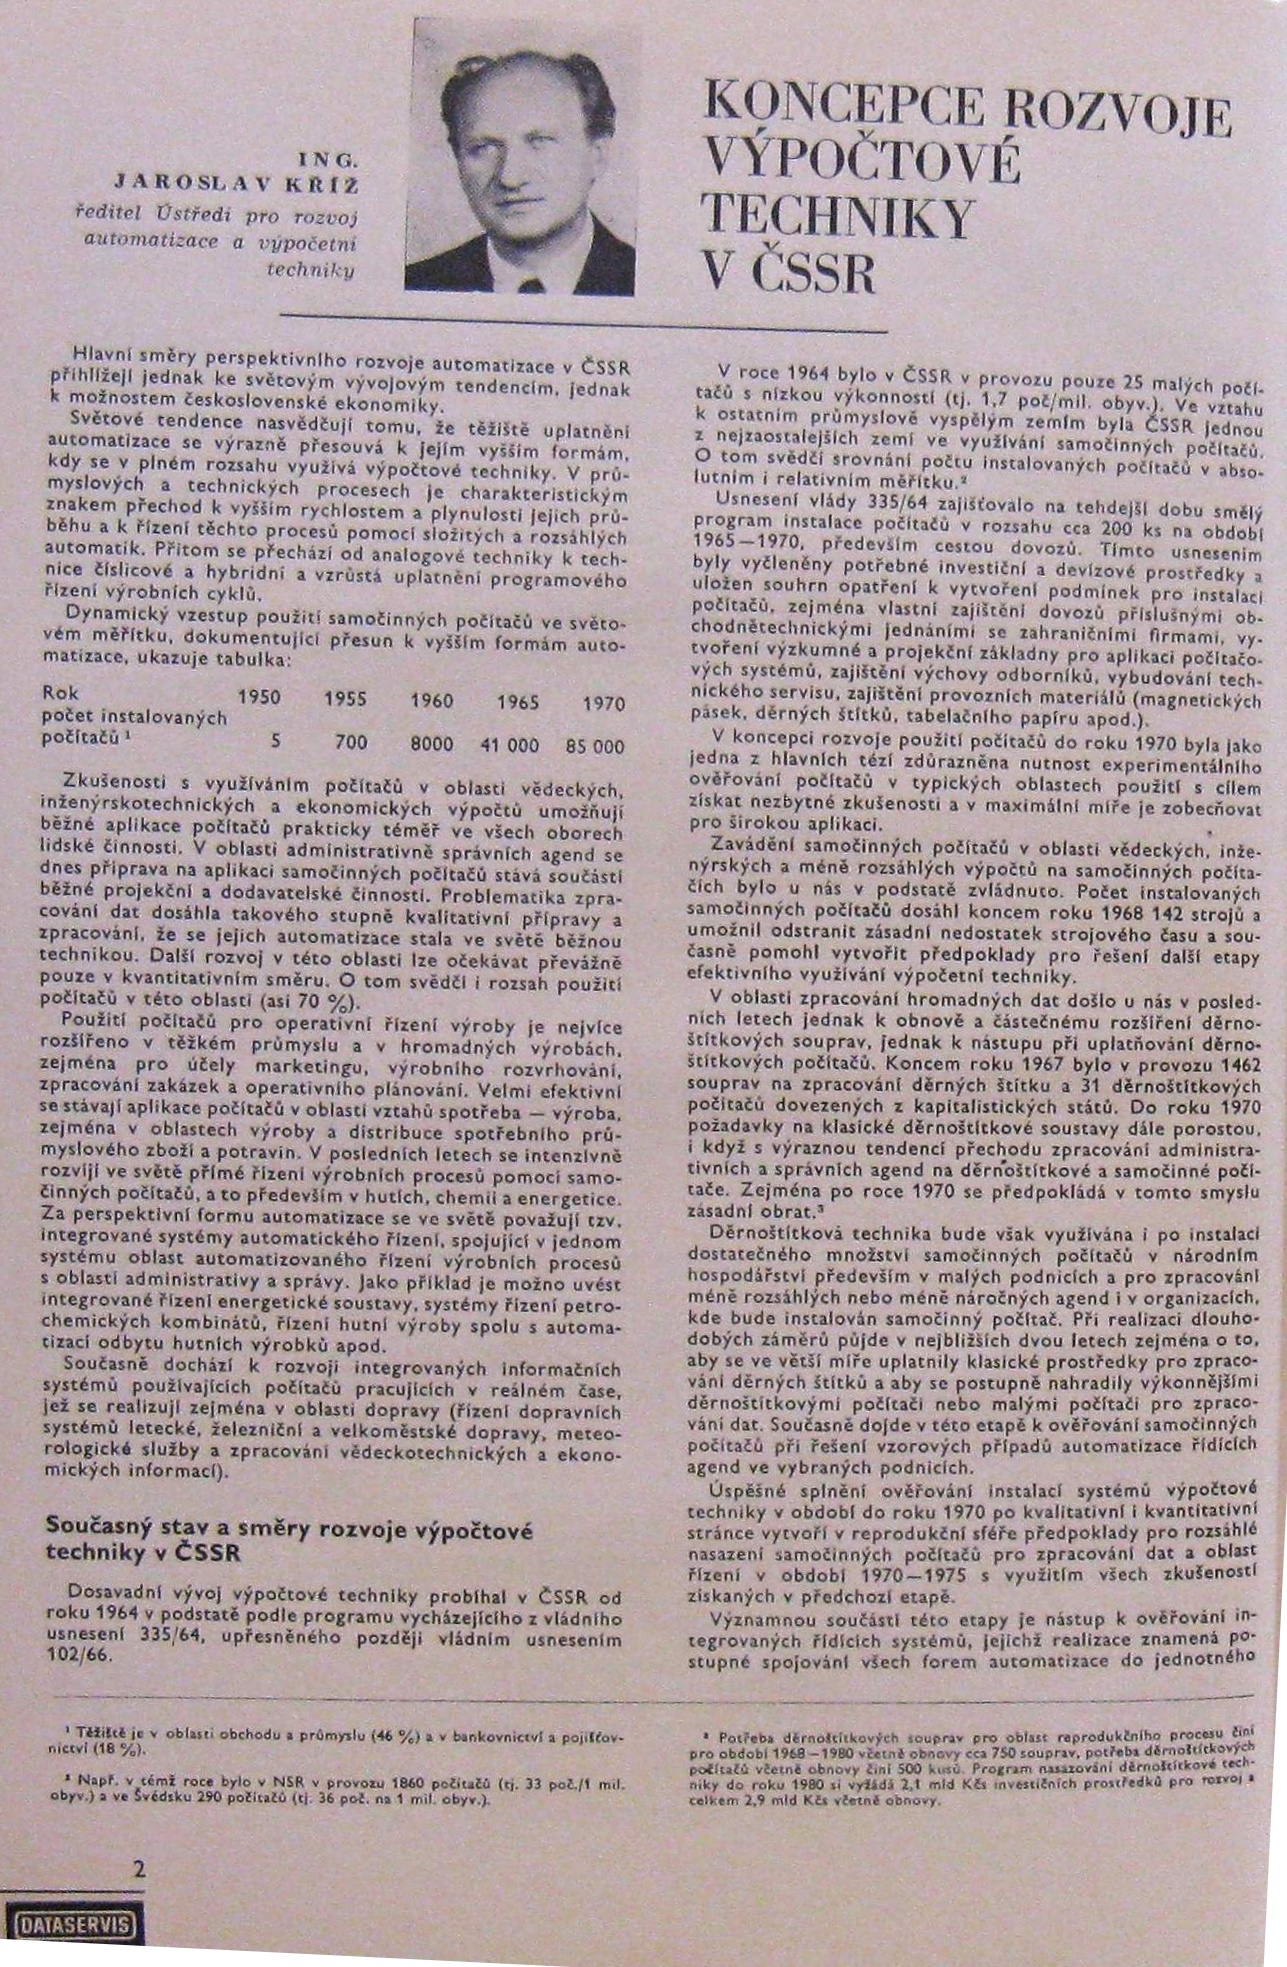 ING.
JAROSLAV KŘÍŽ
ředitel Ústředí pro rozvoj
automatizace a výpočetní
techniky
KONCEPCE ROZVOJE
VÝPOČTOVÉ
TECHNIKY
V ČSSR
Hlavní směry perspektivního rozvoje automatizace v ČSSR
přihlížejí jednak ke světovým vývojovým tendencím, jednak
k možnostem československé ekonomiky.
Světové tendence nasvědčují tomu, že těžiště uplatnění
automatizace se výrazně přesouvá k jejím vyšším formám,
kdy se v plném rozsahu využívá výpočtové techniky. V prů-
myslových a technických procesech je charakteristickým
znakem přechod k vyšším rychlostem a plynulosti jejich prů-
běhu a k řízení těchto procesů pomocí složitých a rozsáhlých
automatik. Přitom se přechází od analogové techniky k tech-
nice číslicové a hybridní a vzrůstá uplatnění programového
řízení výrobních cyklů.
Dynamický vzestup použití samočinných počítačů ve světo-
vém měřítku, dokumentující přesun k vyšším formám auto-
matizace, ukazuje tabulka:
Rok 1950 1955 1960 1965 1970
počet instalovaných
počítačů ¹ 5 700 8000 41 000 85 000
Zkušenosti s využíváním počítačů v oblasti vědeckých,
inženýrskotechnických a ekonomických výpočtů umožňují
běžné aplikace počítačů prakticky téměř ve všech oborech
lidské činnosti. V oblasti administrativně správních agend se
dnes příprava na aplikaci samočinných počítačů stává součástí
běžné projekční a dodavatelské činnosti. Problematika zpra-
cování dat dosáhla takového stupně kvalitativní přípravy a
zpracování, že se jejich automatizace stala ve světě běžnou
technikou. Další rozvoj v této oblasti lze očekávat převážně
pouze v kvantitativním směru. O tom svědčí i rozsah použití
počítačů v této oblasti (asi 70 %).
Použití počítačů pro operativní řízení výroby je nejvíce
rozšířeno v těžkém průmyslu a v hromadných výrobách,
zejména pro účely marketingu, výrobního rozvrhování,
zpracování zakázek a operativního plánování. Velmi efektivní
se stávají aplikace počítačů v oblasti vztahů spotřeba — výroba,
zejména v oblastech výroby a distribuce spotřebního prů-
myslového zboží a potravin. V posledních letech se intenzívně
rozvíjí ve světě přímé řízení výrobních procesů pomocí samo-
činných počítačů, a to především v hutích, chemii a energetice.
Za perspektivní formu automatizace se ve světě považují tzv.
integrované systémy automatického řízení, spojující v jednom
systému oblast automatizovaného řízení výrobních procesů
s oblastí administrativy a správy. Jako příklad je možno uvést
integrované řízení energetické soustavy, systémy řízení petro-
chemických kombinátů, řízení hutní výroby spolu s automa-
tizací odbytu hutních výrobků apod.
Současně dochází k rozvoji integrovaných informačních
systémů používajících počítačů pracujících v reálném čase,
jež se realizují zejména v oblasti dopravy (řízení dopravních
systémů letecké, železniční a velkoměstské dopravy, meteo-
rologické služby a zpracování vědeckotechnických a ekono-
mických informací).
Současný stav a směry rozvoje výpočtové
techniky v ČSSR
Dosavadní vývoj výpočtové techniky probíhal v ČSSR od
roku 1964 v podstatě podle programu vycházejícího z vládního
usnesení 335/64, upřesněného později vládním usnesením
102/66.
V roce 1964 bylo v ČSSR v provozu pouze 25 malých počí-
tačů s nízkou výkonností (tj. 1,7 poč/mil. obyv.). Ve vztahu
k ostatním průmyslově vyspělým zemím byla ČSSR jednou
z nejzaostalejších zemí ve využívání samočinných počítačů.
O tom svědčí srovnání počtu instalovaných počítačů v abso-
lutním i relativním měřítku.²
Usnesení vlády 335/64 zajišťovalo na tehdejší dobu smělý
program instalace počítačů v rozsahu cca 200 ks na období
1965—1970, především cestou dovozů. Tímto usnesením
byly vyčleněny potřebné investiční a devizové prostředky a
uložen souhrn opatření k vytvoření podmínek pro instalaci
počítačů, zejména vlastní zajištění dovozů příslušnými ob-
chodnětechnickými jednáními se zahraničními firmami, vy-
tvoření výzkumné a projekční základny pro aplikaci počítačo-
vých systémů, zajištění výchovy odborníků, vybudování tech-
nického servisu, zajištění provozních materiálů (magnetických
pásek, děrných štítků, tabelačního papíru apod.).
V koncepci rozvoje použití počítačů do roku 1970 byla jako
jedna z hlavních tézí zdůrazněna nutnost experimentálního
ověřování počítačů v typických oblastech použití s cílem
získat nezbytné zkušenosti a v maximální míře je zobecňovat
pro širokou aplikaci.
Zavádění samočinných počítačů v oblasti vědeckých, inže-
nýrských a méně rozsáhlých výpočtů na samočinných počíta-
čích bylo u nás v podstatě zvládnuto. Počet instalovaných
samočinných počítačů dosáhl koncem roku 1968 142 strojů a
umožnil odstranit zásadní nedostatek strojového času a sou-
časně pomohl vytvořit předpoklady pro řešení další etapy
efektivního využívání výpočetní techniky.
V oblasti zpracování hromadných dat došlo u nás v posled-
ních letech jednak k obnově a částečnému rozšíření děrno-
štítkových souprav, jednak k nástupu při uplatňování děrno-
štítkových počítačů. Koncem roku 1967 bylo v provozu 1462
souprav na zpracování děrných štítku a 31 děrnoštítkových
počítačů dovezených z kapitalistických států. Do roku 1970
požadavky na klasické děrnoštítkové soustavy dále porostou,
i když s výraznou tendencí přechodu zpracování administra-
tivních a správních agend na děrnoštítkové a samočinné počí-
tače. Zejména po roce 1970 se předpokládá v tomto smyslu
zásadní obrat.³
Děrnoštítková technika bude však využívána i po instalaci
dostatečného množství samočinných počítačů v národním
hospodářství především v malých podnicích a pro zpracování
méně rozsáhlých nebo méně náročných agend i v organizacích,
kde bude instalován samočinný počítač. Při realizaci dlouho-
dobých záměrů půjde v nejbližších dvou letech zejména o to,
aby se ve větší míře uplatnily klasické prostředky pro zpraco-
vání děrných štítků a aby se postupně nahradily výkonnějšími
děrnoštítkovými počítači nebo malými počítači pro zpraco-
vání dat. Současně dojde v této etapě k ověřování samočinných
počítačů při řešení vzorových případů automatizace řídících
agend ve vybraných podnicích.
Úspěšné splnění ověřování instalací systémů výpočtové
techniky v období do roku 1970 po kvalitativní i kvantitativní
stránce vytvoří v reprodukční sféře předpoklady pro rozsáhlé
nasazení samočinných počítačů pro zpracování dat a oblast
řízení v období 1970—1975 s využitím všech zkušeností
získaných v předchozí etapě.
Významnou součástí této etapy je nástup k ověřování in-
tegrovaných řídících systémů, jejichž realizace znamená po-
stupné spojování všech forem automatizace do jednotného
¹ Těžiště je v oblasti obchodu a průmyslu (46 %) a v bankovnictví a pojišťov-
nictví (18 %).
² Např. v témž roce bylo v NSR v provozu 1860 počítačů (tj. 33 poč./1 mil.
obyv.) a ve Švédsku 290 počítačů (tj. 36 poč. na 1 mil. obyv.).
³ Potřeba děrnoštítkových souprav pro oblast reprodukčního procesu činí
pro období 1968—1980 včetně obnovy cca 750 souprav, potřeba děrnoštítkových
počítačů včetně obnovy činí 500 kusů. Program nasazování děrnoštítkové tech-
niky do roku 1980 si vyžádá 2,1 mld Kčs investičních prostředků pro rozvoj a
celkem 2,9 mld Kčs včetně obnovy.
2
DATASERVIS